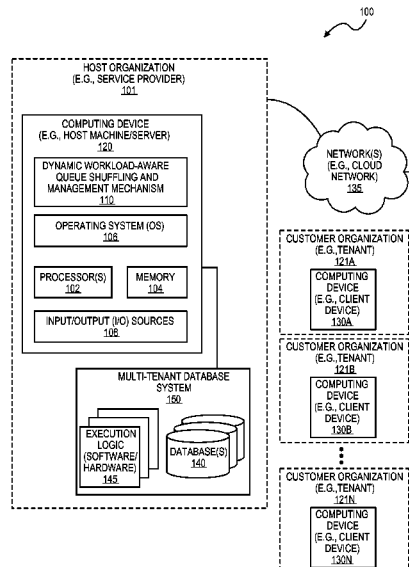 100
HOST ORGANIZATION
(E.G., SERVICE PROVIDER)
101
COMPUTING DEVICE
(E.G., HOST MACHINE/SERVER)
120
DYNAMIC WORKLOAD-AWARE
QUEUE SHUFFLING AND
MANAGEMENT MECHANISM
110
OPERATING SYSTEM (OS)
106
PROCESSOR(S)
102
MEMORY
104
INPUT/OUTPUT (I/O) SOURCES
108
MULTI-TENANT DATABASE
SYSTEM
150
EXECUTION
LOGIC
(SOFTWARE/
HARDWARE)
145
DATABASE(S)
140
NETWORK(S)
(E.G., CLOUD
NETWORK)
135
CUSTOMER ORGANIZATION
(E.G.,TENANT)
121A
COMPUTING
DEVICE
(E.G., CLIENT
DEVICE)
130A
CUSTOMER ORGANIZATION
(E.G.,TENANT)
121B
COMPUTING
DEVICE
(E.G., CLIENT
DEVICE)
130B
CUSTOMER ORGANIZATION
(E.G.,TENANT)
121N
COMPUTING
DEVICE
(E.G., CLIENT
DEVICE)
130N